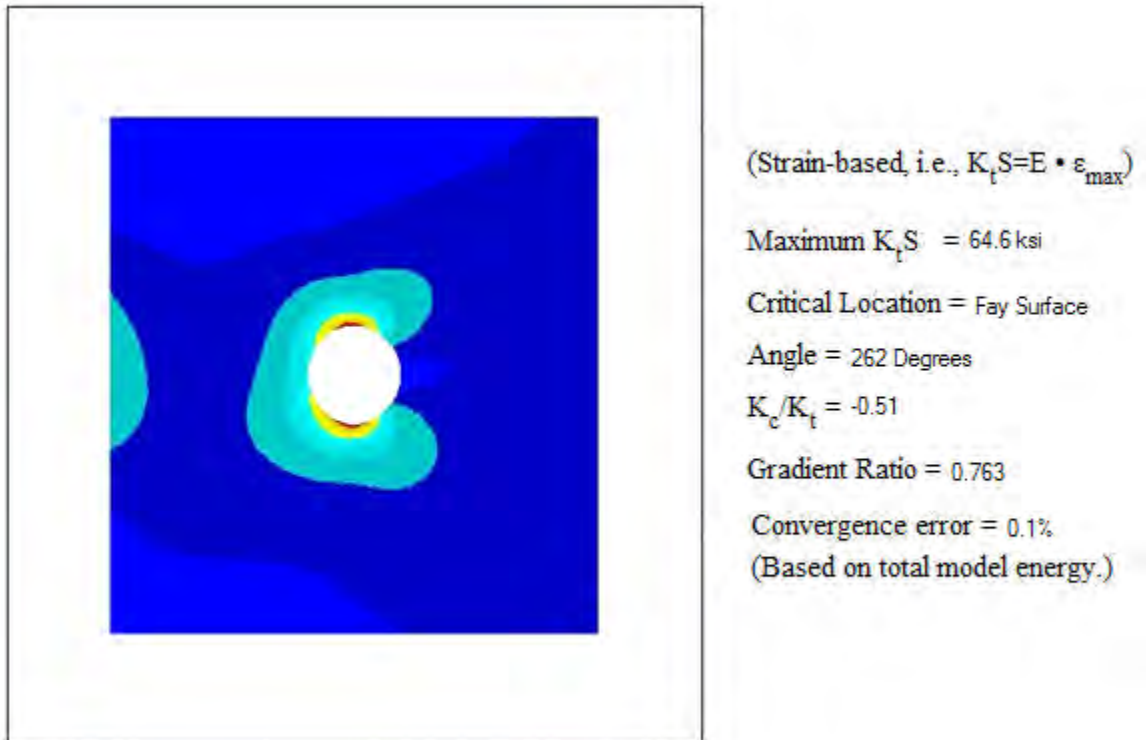 (Strain-based, i.e., KₜS=E • εₘₐₓ)
Maximum KₜS = 64.6 ksi
Critical Location = Fay Surface
Angle = 262 Degrees
K_c/Kₜ = -0.51
Gradient Ratio = 0.763
Convergence error = 0.1%
(Based on total model energy.)